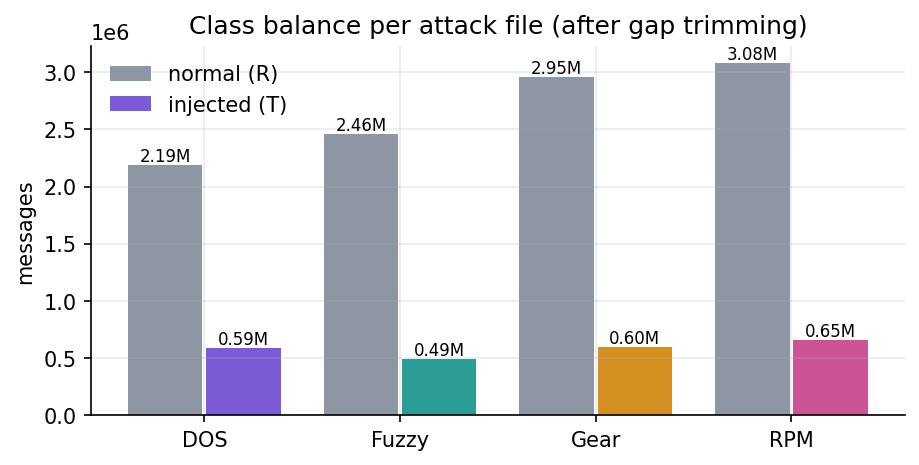 Class balance per attack file (after gap trimming)
1e6
normal (R)
injected (T)
messages
3.0
2.5
2.0
1.5
1.0
0.5
0.0
2.19M
0.59M
2.46M
0.49M
2.95M
0.60M
3.08M
0.65M
DOS
Fuzzy
Gear
RPM